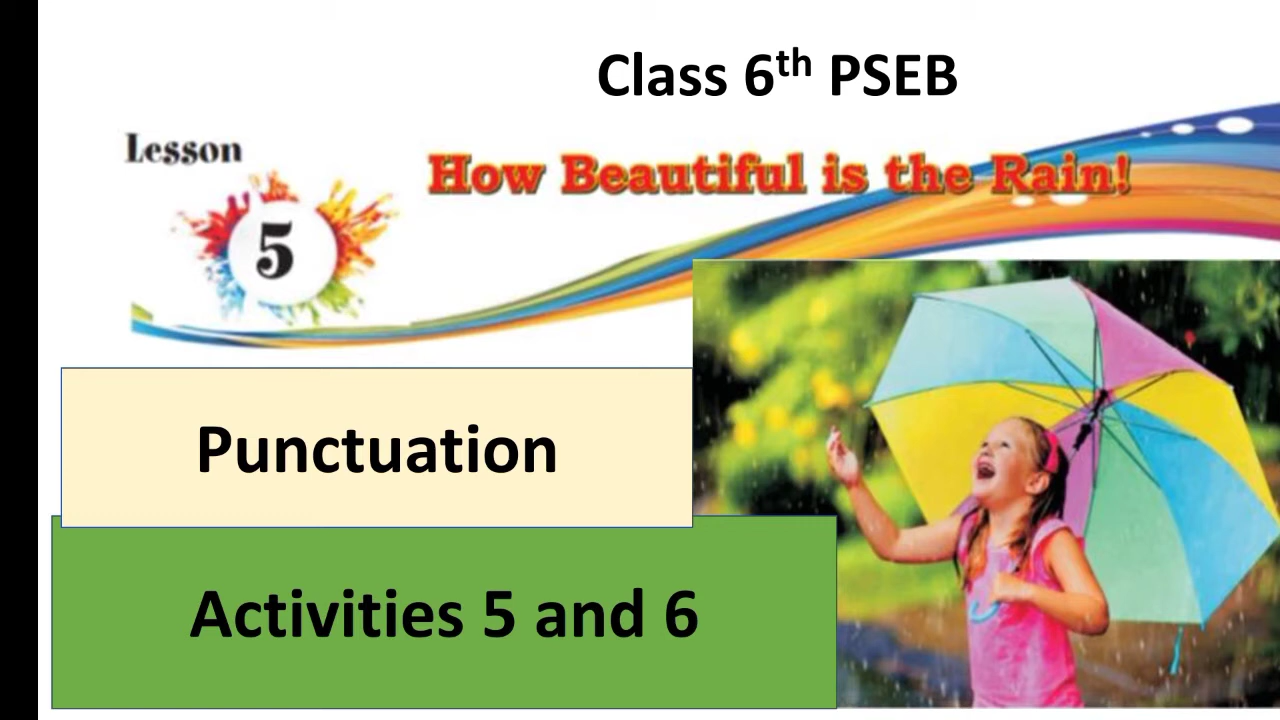 Class 6th PSEB
Lesson
5
How Beautiful is the Rain!
Punctuation
Activities 5 and 6